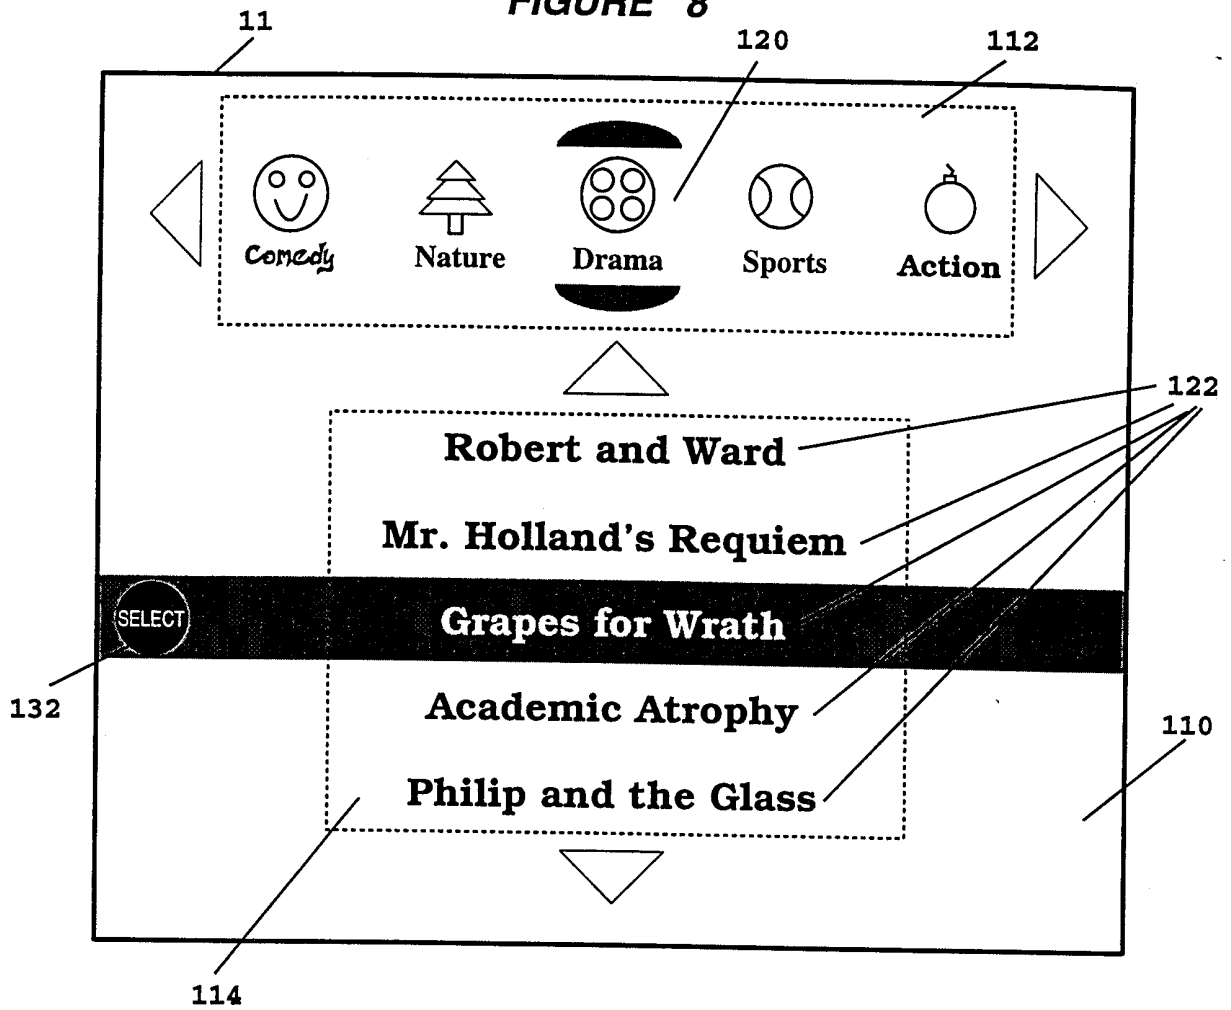 FIGURE 8
11
120
112
Comedy
Nature
Drama
Sports
Action
122
Robert and Ward
Mr. Holland's Requiem
SELECT
Grapes for Wrath
132
Academic Atrophy
110
Philip and the Glass
114